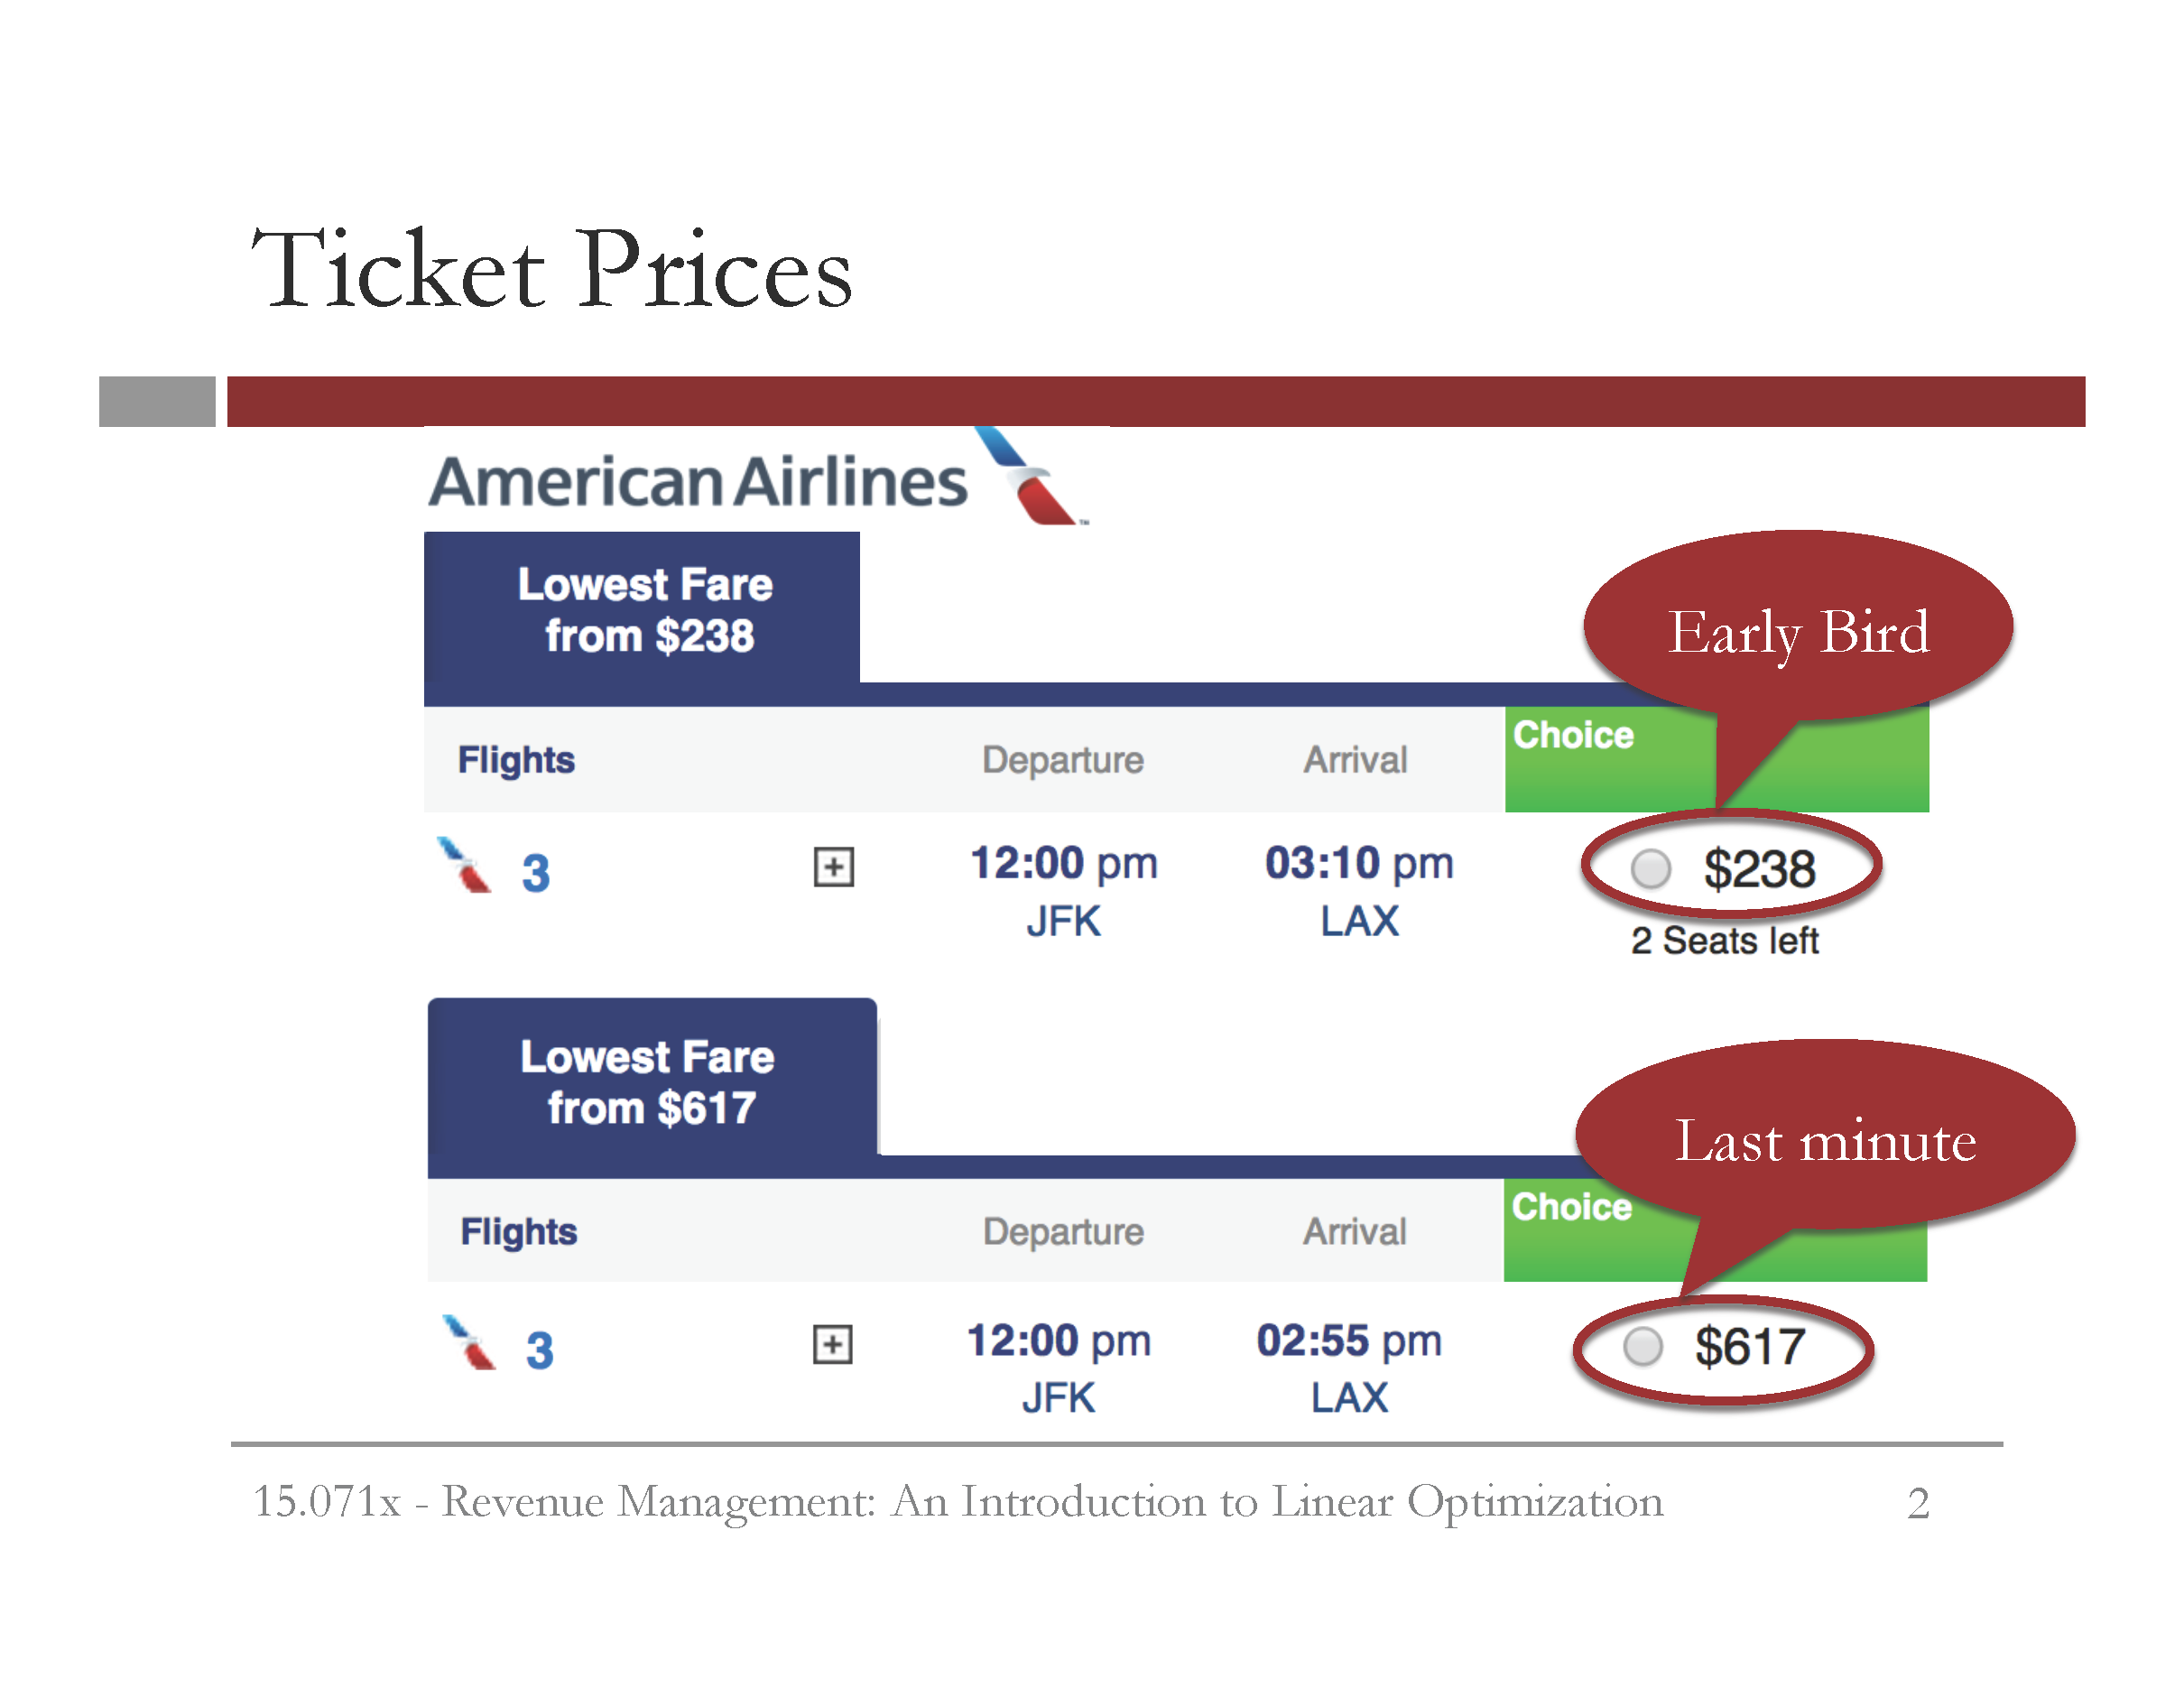 Ticket Prices
American Airlines™
Lowest Fare
from $238
Early Bird
Flights Departure Arrival Choice
3 12:00 pm 03:10 pm $238
JFK LAX
2 Seats left
Lowest Fare
from $617
Last minute
Flights Departure Arrival Choice
3 12:00 pm 02:55 pm $617
JFK LAX
15.071x - Revenue Management: An Introduction to Linear Optimization 2